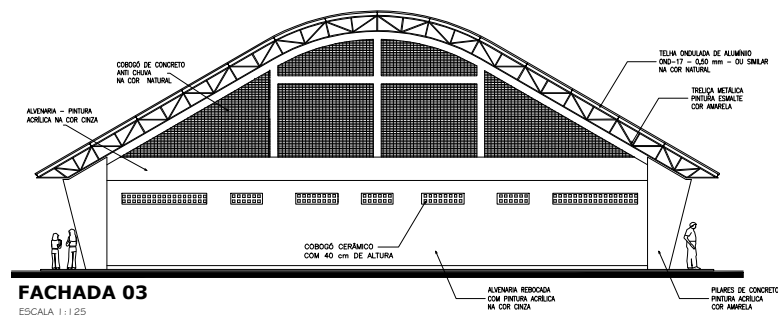 COBOGÓ DE CONCRETO
ANTI CHUVA
NA COR NATURAL
TELHA ONDULADA DE ALUMÍNIO
OND-17 - 0,50 mm - OU SIMILAR
NA COR NATURAL
TRELIÇA METÁLICA
PINTURA ESMALTE
COR AMARELA
ALVENARIA - PINTURA
ACRÍLICA NA COR CINZA
COBOGÓ CERÂMICO
COM 40 cm DE ALTURA
ALVENARIA REBOCADA
COM PINTURA ACRÍLICA
NA COR CINZA
PILARES DE CONCRETO
PINTURA ACRÍLICA
COR AMARELA
FACHADA 03
ESCALA 1:125